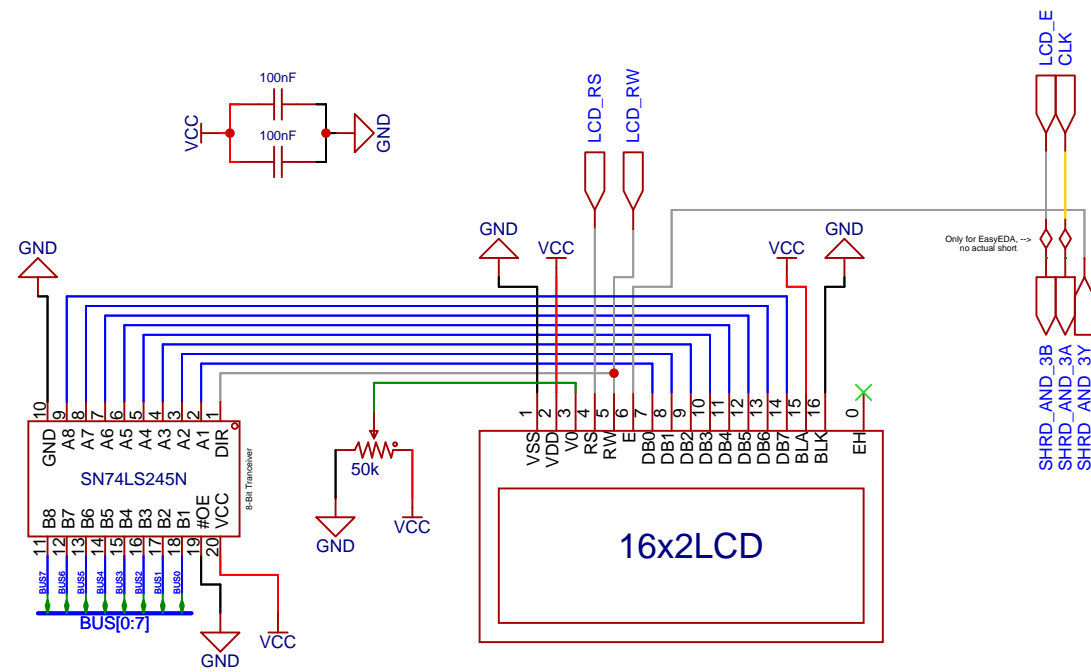 100nF
100nF
VCC
GND
LCD_RS
LCD_RW
LCD_E
CLK
Only for EasyEDA, -->
no actual short
GND
GND
VCC
VCC
GND
SHRD_AND_3B
SHRD_AND_3A
SHRD_AND_3Y
10 9 8 7 6 5 4 3 2 1
GND A8 A7 A6 A5 A4 A3 A2 A1 DIR
SN74LS245N
8-Bit Tranceiver
B8 B7 B6 B5 B4 B3 B2 B1 #OE VCC
11 12 13 14 15 16 17 18 19 20
BUS7 BUS6 BUS5 BUS4 BUS3 BUS2 BUS1 BUS0
BUS[0:7]
GND
VCC
50k
GND
VCC
1 2 3 4 5 6 7 8 9 10 11 12 13 14 15 16 0
VSS VDD V0 RS RW E DB0 DB1 DB2 DB3 DB4 DB5 DB6 DB7 BLA BLK EH
16x2LCD